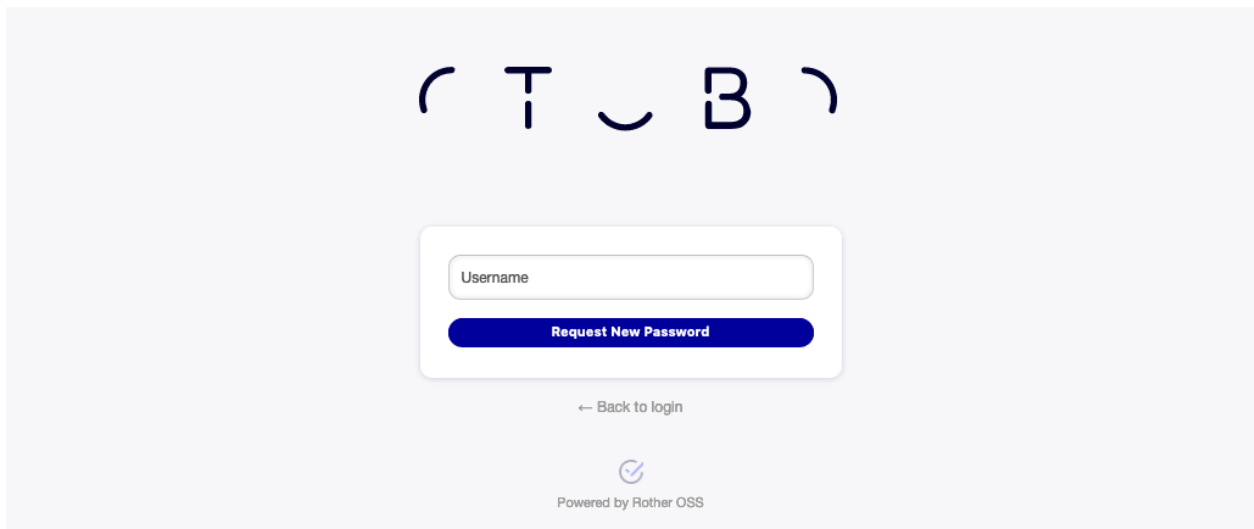 T B
Username
Request New Password
← Back to login
Powered by Rother OSS